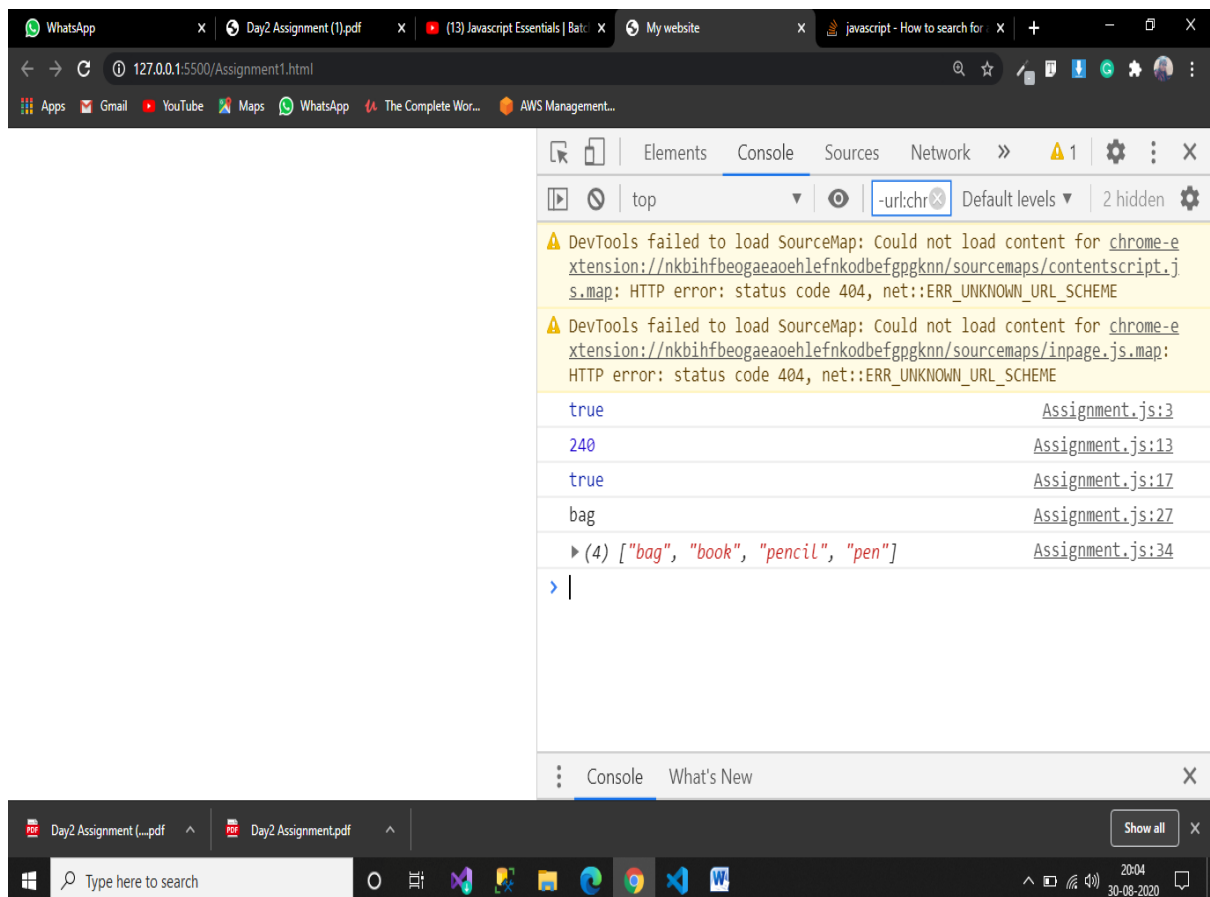 WhatsApp
Day2 Assignment (1).pdf
(13) Javascript Essentials | Batc
My website
javascript - How to search for
127.0.0.1:5500/Assignment1.html
Apps Gmail YouTube Maps WhatsApp The Complete Wor... AWS Management...
Elements Console Sources Network » 1
top -url:chr Default levels ▼ 2 hidden
DevTools failed to load SourceMap: Could not load content for chrome-e
xtension://nkbihfbeogaeaoehlefnkodbefgpgknn/sourcemaps/contentscript.j
s.map: HTTP error: status code 404, net::ERR_UNKNOWN_URL_SCHEME
DevTools failed to load SourceMap: Could not load content for chrome-e
xtension://nkbihfbeogaeaoehlefnkodbefgpgknn/sourcemaps/inpage.js.map:
HTTP error: status code 404, net::ERR_UNKNOWN_URL_SCHEME
true Assignment.js:3
240 Assignment.js:13
true Assignment.js:17
bag Assignment.js:27
(4) ["bag", "book", "pencil", "pen"] Assignment.js:34
Console What's New
Day2 Assignment (....pdf Day2 Assignment.pdf Show all
Type here to search
20:04
30-08-2020